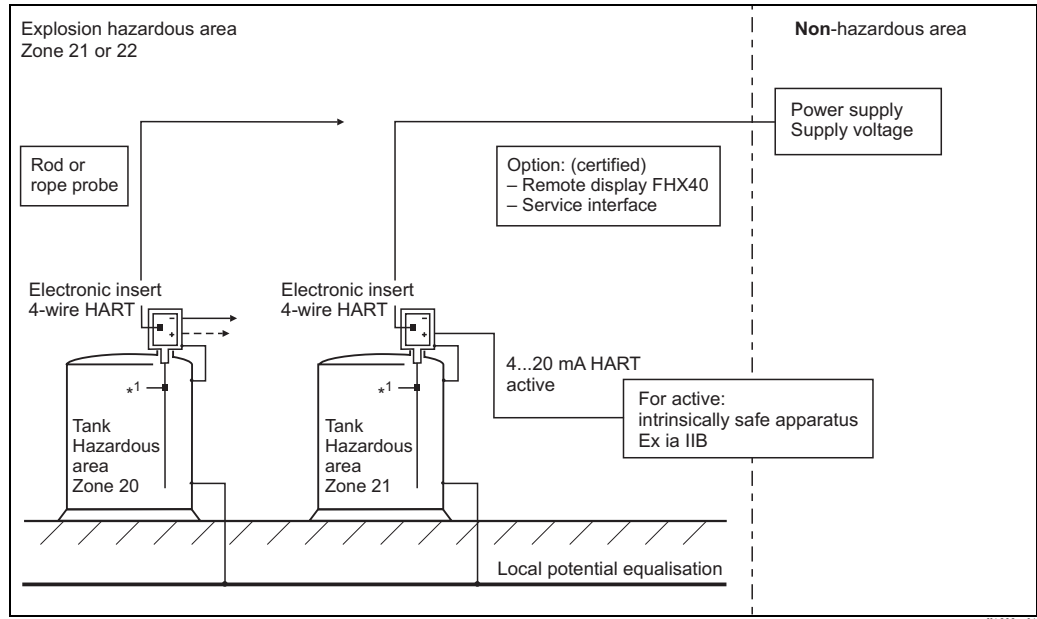 Explosion hazardous area
Zone 21 or 22
Non-hazardous area
Power supply
Supply voltage
Rod or
rope probe
Option: (certified)
– Remote display FHX40
– Service interface
Electronic insert
4-wire HART
Electronic insert
4-wire HART
–
+
–
+
4...20 mA HART
active
*1
*1
For active:
intrinsically safe apparatus
Ex ia IIB
Tank
Hazardous
area
Zone 20
Tank
Hazardous
area
Zone 21
Local potential equalisation